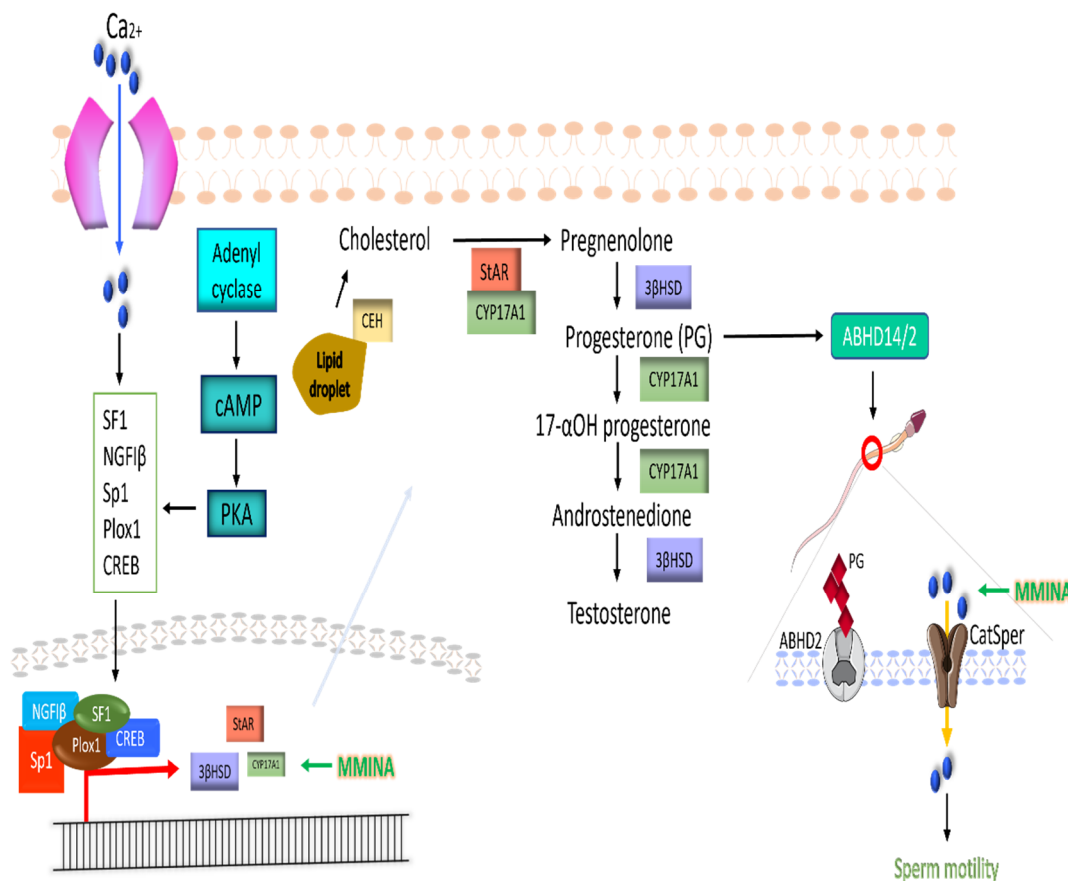 Ca2+
Adenyl
cyclase
cAMP
PKA
SF1
NGFIβ
Sp1
Plox1
CREB
Lipid
droplet
CEH
Cholesterol
StAR
CYP17A1
Pregnenolone
3βHSD
Progesterone (PG)
CYP17A1
17-αOH progesterone
CYP17A1
Androstenedione
3βHSD
Testosterone
ABHD14/2
PG
ABHD2
MMINA
CatSper
Sperm motility
NGFIβ
SF1
Sp1
Plox1
CREB
StAR
3βHSD
CYP17A1
MMINA